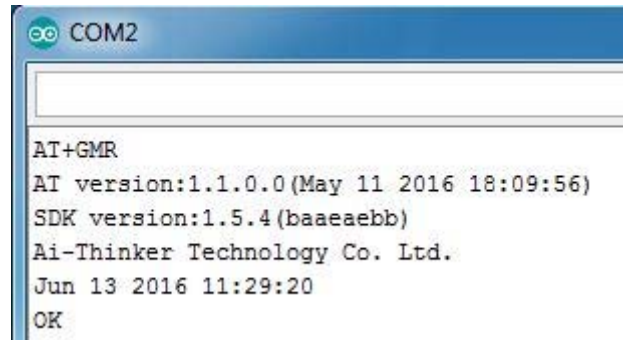 COM2
AT+GMR
AT version:1.1.0.0(May 11 2016 18:09:56)
SDK version:1.5.4(baaeaebb)
Ai-Thinker Technology Co. Ltd.
Jun 13 2016 11:29:20
OK